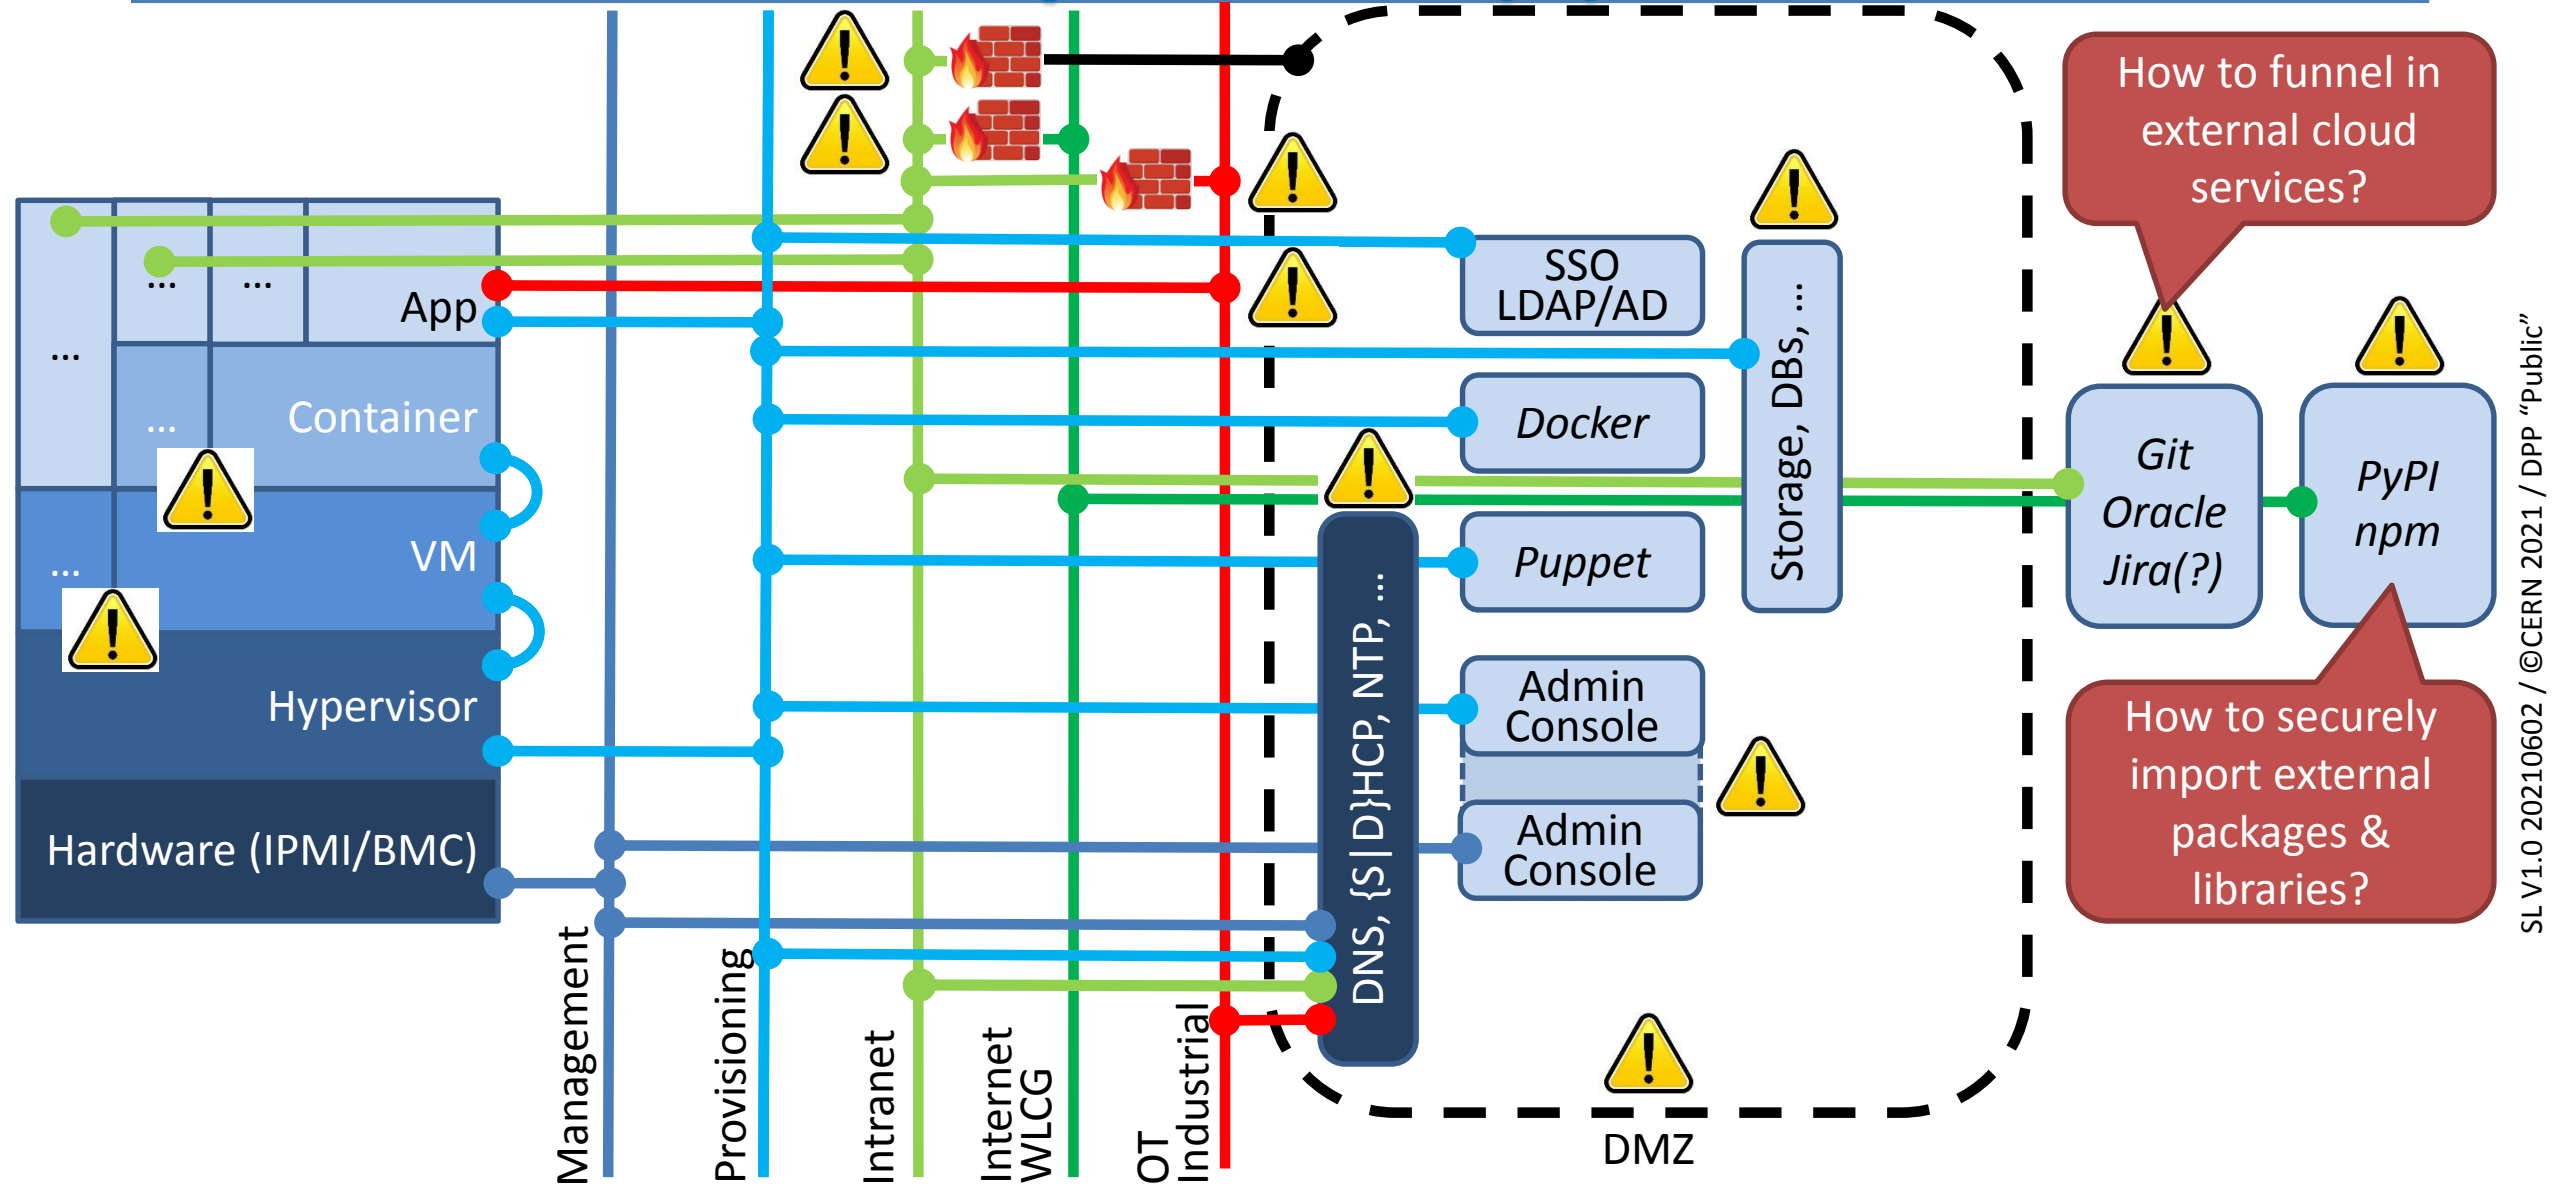 How to funnel in
external cloud
services?
...
...
...
App
...
Container
...
VM
Hypervisor
Hardware (IPMI/BMC)
SSO
LDAP/AD
Docker
Puppet
Admin
Console
Admin
Console
Storage, DBs, ...
DNS, {S|D}HCP, NTP, ...
Git
Oracle
Jira(?)
PyPI
npm
How to securely
import external
packages &
libraries?
...
Management
Provisioning
Intranet
Internet
WLCG
OT
Industrial
DMZ
SL V1.0 20210602 / ©CERN 2021 / DPP “Public”